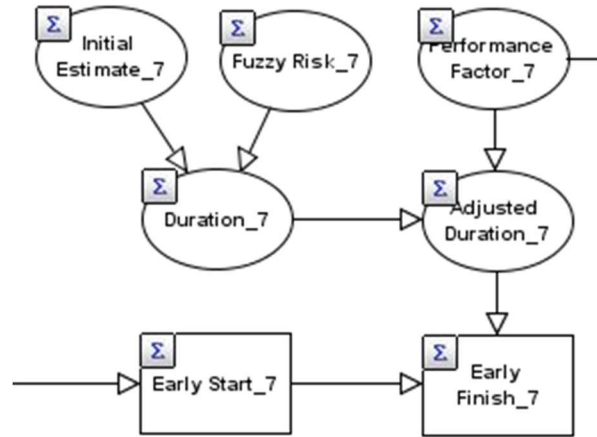 Σ
Initial
Estimate_7
Σ
Fuzzy Risk_7
Σ
Performance
Factor_7
Σ
Duration_7
Σ
Adjusted
Duration_7
Σ
Early Start_7
Σ
Early
Finish_7